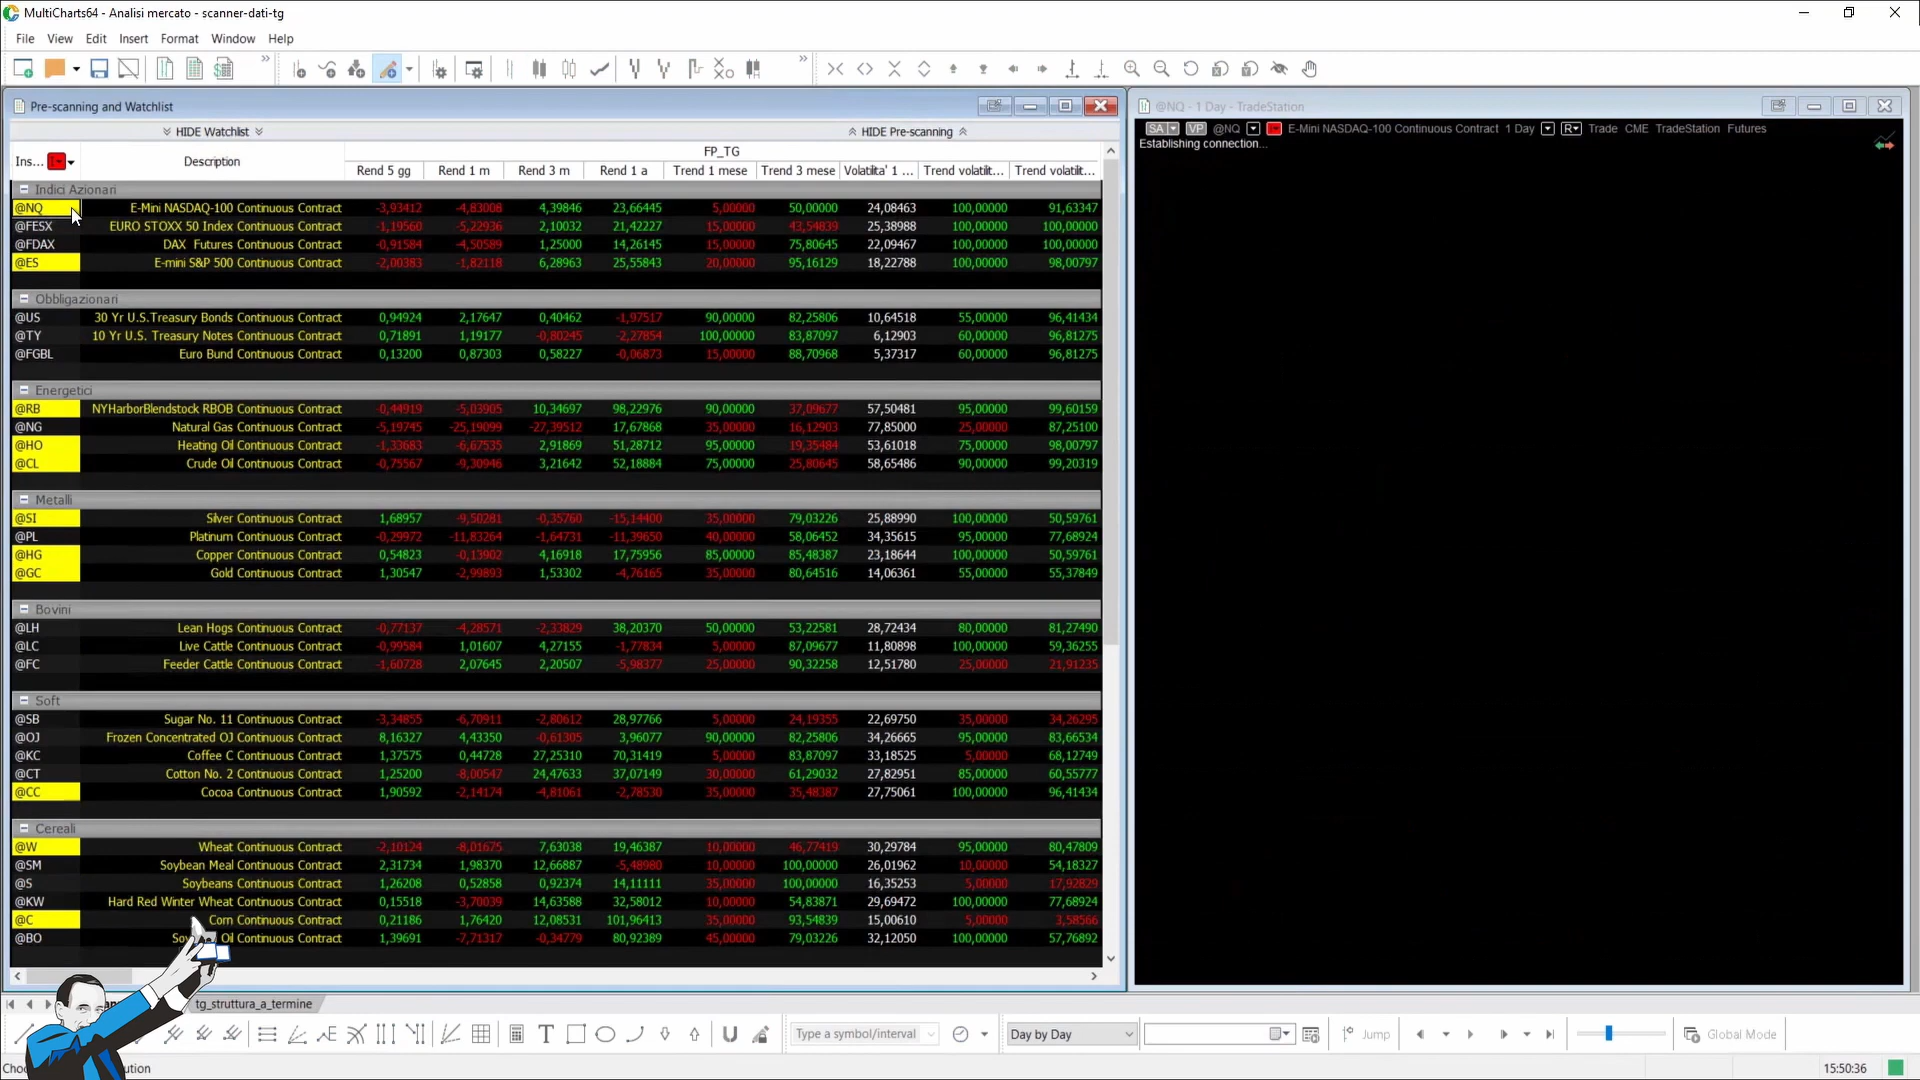 MultiCharts64 - Analisi mercato - scanner-dati-tg
File View Edit Insert Format Window Help
Pre-scanning and Watchlist
HIDE Watchlist HIDE Pre-scanning
FP_TG
Ins... Description Rend 5 gg Rend 1 m Rend 3 m Rend 1 a Trend 1 mese Trend 3 mese Volatilita' 1 ... Trend volatilit... Trend volatilit...
Indici Azionari
@NQ E-Mini NASDAQ-100 Continuous Contract -3,93412 -4,83008 4,39846 23,66445 5,00000 50,00000 24,08463 100,00000 91,63347
@FESX EURO STOXX 50 Index Continuous Contract -1,19560 -5,22936 2,10032 21,42227 15,00000 43,54839 25,38988 100,00000 100,00000
@FDAX DAX Futures Continuous Contract -0,91584 -4,50589 1,25000 14,26145 15,00000 75,80645 22,09467 100,00000 100,00000
@ES E-mini S&P 500 Continuous Contract -2,00383 -1,82118 6,28963 25,55843 20,00000 95,16129 18,22788 100,00000 98,00797
Obbligazionari
@US 30 Yr U.S.Treasury Bonds Continuous Contract 0,94924 2,17647 0,40462 -1,97517 90,00000 82,25806 10,64518 55,00000 96,41434
@TY 10 Yr U.S. Treasury Notes Continuous Contract 0,71891 1,19177 -0,80245 -2,27854 100,00000 83,87097 6,12903 60,00000 96,81275
@FGBL Euro Bund Continuous Contract 0,13200 0,87303 0,58227 -0,06873 15,00000 88,70968 5,37317 60,00000 96,81275
Energetici
@RB NYHarborBlendstock RBOB Continuous Contract -0,44919 -5,03905 10,34697 98,22976 90,00000 37,09677 57,50481 95,00000 99,60159
@NG Natural Gas Continuous Contract -5,19745 -25,19099 -27,39512 17,67868 35,00000 16,12903 77,85000 25,00000 87,25100
@HO Heating Oil Continuous Contract -1,33683 -6,67535 2,91869 51,28712 95,00000 19,35484 53,61018 75,00000 98,00797
@CL Crude Oil Continuous Contract -0,75567 -9,30946 3,21642 52,18884 75,00000 25,80645 58,65486 90,00000 99,20319
Metalli
@SI Silver Continuous Contract 1,68957 -9,50281 -0,35760 -15,14400 35,00000 79,03226 25,88990 100,00000 50,59761
@PL Platinum Continuous Contract -0,29972 -11,83264 -1,64731 -11,39650 40,00000 58,06452 34,35615 95,00000 77,68924
@HG Copper Continuous Contract 0,54823 -0,13902 4,16918 17,75956 85,00000 85,48387 23,18644 100,00000 50,59761
@GC Gold Continuous Contract 1,30547 -2,99893 1,53302 -4,76165 35,00000 80,64516 14,06361 55,00000 55,37849
Bovini
@LH Lean Hogs Continuous Contract -0,77137 -4,28571 -2,33829 38,20370 50,00000 53,22581 28,72434 80,00000 81,27490
@LC Live Cattle Continuous Contract -0,99584 1,01607 4,27155 -1,77834 5,00000 87,09677 11,80898 100,00000 59,36255
@FC Feeder Cattle Continuous Contract -1,60728 2,07645 2,20507 -5,98377 25,00000 90,32258 12,51780 25,00000 21,91235
Soft
@SB Sugar No. 11 Continuous Contract -3,34855 -6,70911 -2,80612 28,97766 5,00000 24,19355 22,69750 35,00000 34,26295
@OJ Frozen Concentrated OJ Continuous Contract 8,16327 4,43350 -0,61305 3,96077 90,00000 82,25806 34,26665 95,00000 83,66534
@KC Coffee C Continuous Contract 1,37575 0,44728 27,25310 70,31419 5,00000 83,87097 33,18525 5,00000 68,12749
@CT Cotton No. 2 Continuous Contract 1,25200 -8,00547 24,47633 37,07149 30,00000 61,29032 27,82951 85,00000 60,55777
@CC Cocoa Continuous Contract 1,90592 -2,14174 -4,81061 -2,78530 35,00000 35,48387 27,75061 100,00000 96,41434
Cereali
@W Wheat Continuous Contract -2,10124 -8,01675 7,63038 19,46387 10,00000 46,77419 30,29784 95,00000 80,47809
@SM Soybean Meal Continuous Contract 2,31734 1,98370 12,66887 -5,48980 10,00000 100,00000 26,01962 10,00000 54,18327
@S Soybeans Continuous Contract 1,26208 0,52858 0,92374 14,11111 35,00000 100,00000 16,35253 5,00000 17,92829
@KW Hard Red Winter Wheat Continuous Contract 0,15518 -3,70039 14,63588 32,58012 10,00000 54,83871 29,69472 100,00000 77,68924
@C Corn Continuous Contract 0,21186 1,76420 12,08531 101,96413 35,00000 93,54839 15,00610 5,00000 3,58566
@BO Oil Continuous Contract 1,39691 -7,71317 -0,34779 80,92389 45,00000 79,03226 32,12050 100,00000 57,76892
@NQ - 1 Day - TradeStation
SA VP @NQ E-Mini NASDAQ-100 Continuous Contract 1 Day R Trade CME TradeStation Futures
Establishing connection...
tg_struttura_a_termine
Type a symbol/interval Day by Day Jump Global Mode
15:50:36